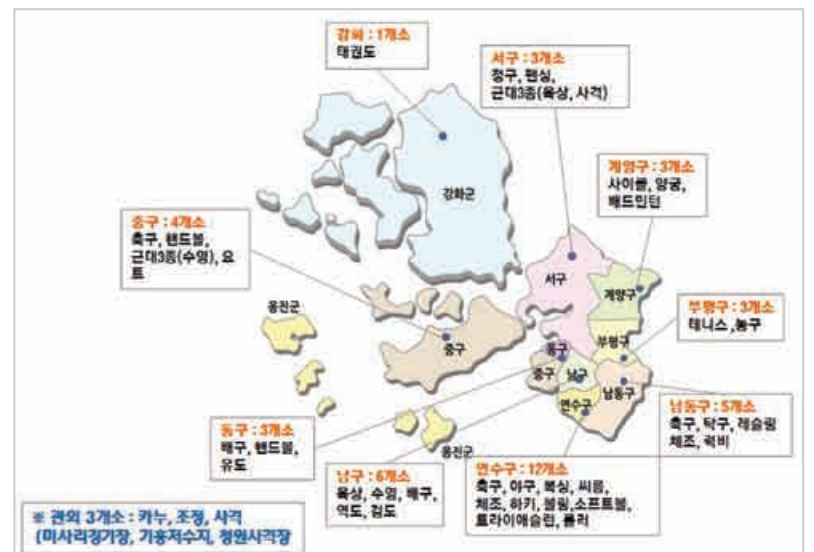 강화 : 1개소
태권도
서구 : 3개소
정구, 펜싱,
근대3종(육상, 사격)
계양구 : 3개소
사이클, 양궁,
배드민턴
중구 : 4개소
축구, 핸드볼,
근대3종(수영), 요
트
강화군
옹진군
서구
계양구
부평구 : 3개소
테니스 ,농구
부평구
동구
중구
중구
남구
남동구
연수구
옹진군
남동구 : 5개소
축구, 탁구, 레슬링
체조, 럭비
동구 : 3개소
배구, 핸드볼,
유도
남구 : 6개소
육상, 수영, 배구,
역도, 검도
연수구 : 12개소
축구, 야구, 복싱, 씨름,
체조, 하키, 볼링,소프트볼,
트라이애슬런, 롤러
※ 관외 3개소 : 카누, 조정, 사격
(미사리경기장, 기흥저수지, 청원사격장